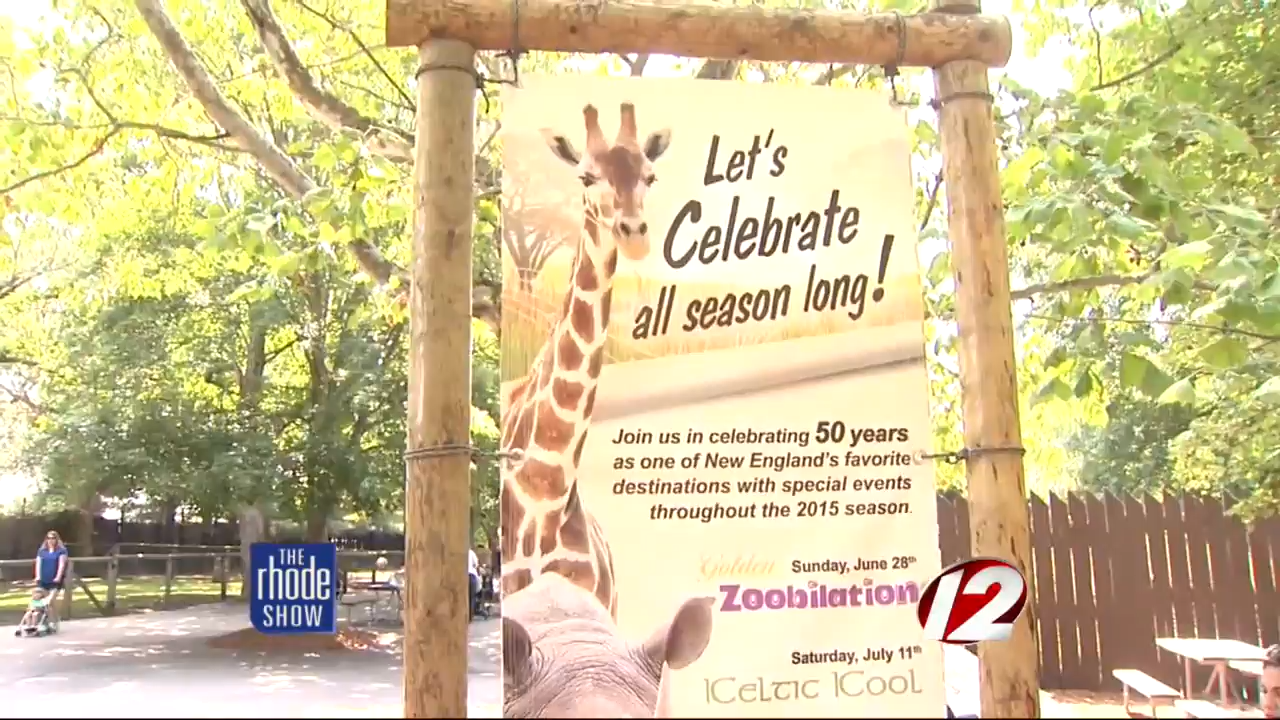 Let's
Celebrate
all season long!
Join us in celebrating 50 years
as one of New England's favorite
destinations with special events
throughout the 2015 season.
Golden Sunday, June 28th
Zoobilation
Saturday, July 11th
Celtic Cool
THE
rhode
SHOW
12